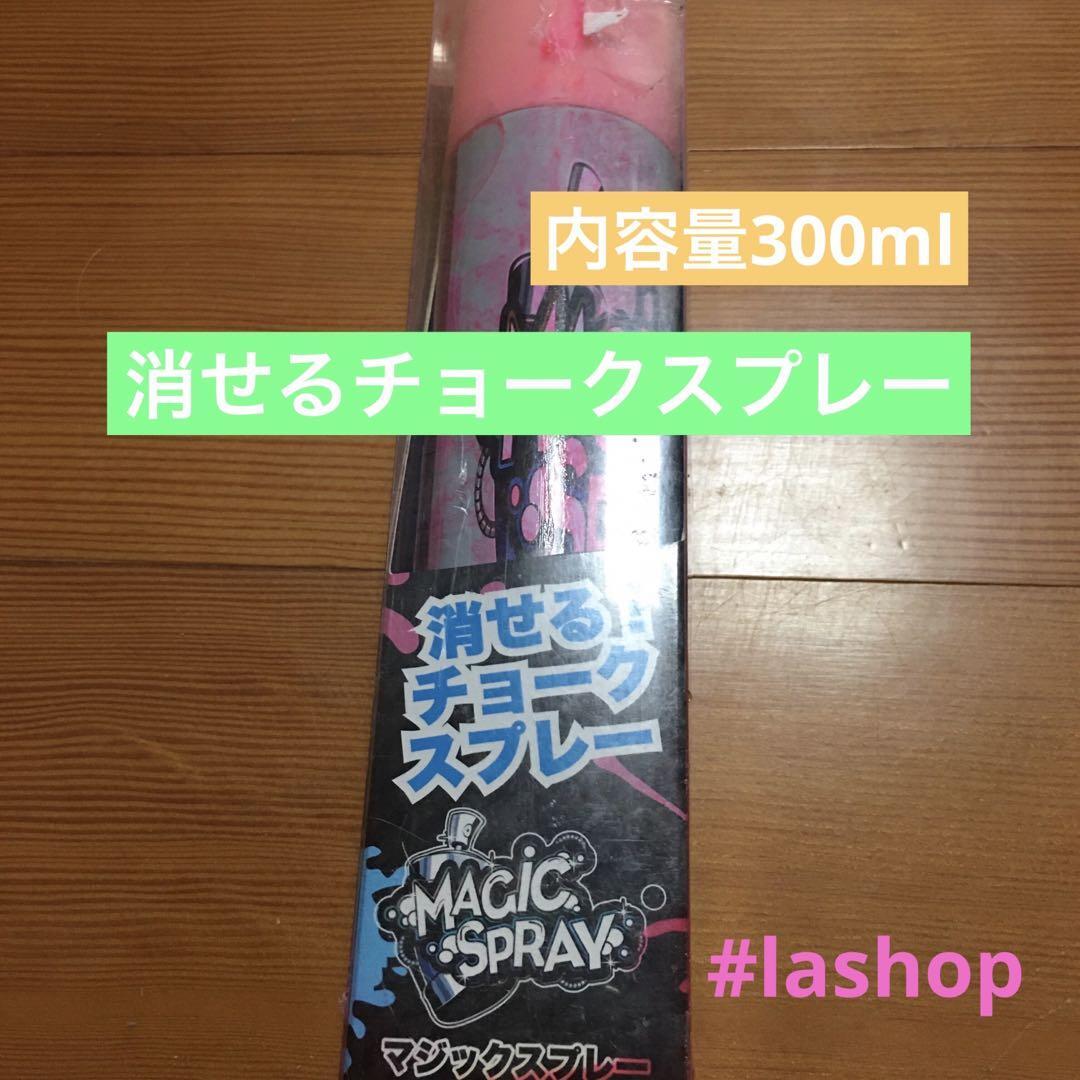 内容量300ml
消せるチョークスプレー
消せる!
チョーク
スプレー
MAGIC
SPRAY
#lashop
マジックスプレー